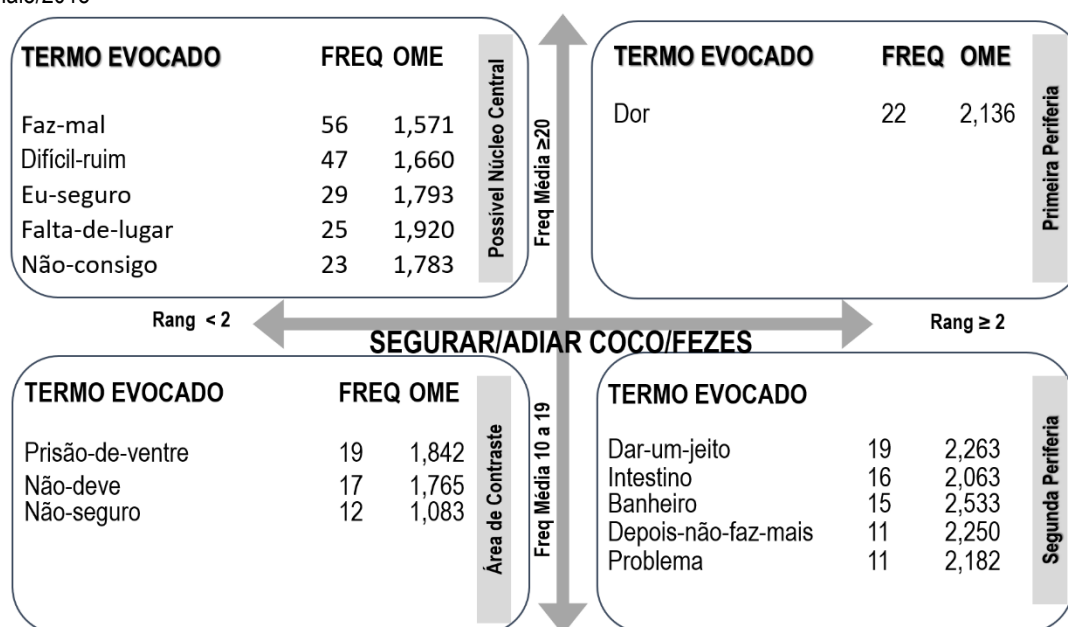 TERMO EVOCADO FREQ OME
Faz-mal 56 1,571
Difícil-ruim 47 1,660
Eu-seguro 29 1,793
Falta-de-lugar 25 1,920
Não-consigo 23 1,783
Possível Núcleo Central
Freq Média ≥20
TERMO EVOCADO FREQ OME
Dor 22 2,136
Primeira Periferia
Rang < 2
Rang ≥ 2
SEGURAR/ADIAR COCO/FEZES
TERMO EVOCADO FREQ OME
Prisão-de-ventre 19 1,842
Não-deve 17 1,765
Não-seguro 12 1,083
Área de Contraste
Freq Média 10 a 19
TERMO EVOCADO
Dar-um-jeito 19 2,263
Intestino 16 2,063
Banheiro 15 2,533
Depois-não-faz-mais 11 2,250
Problema 11 2,182
Segunda Periferia